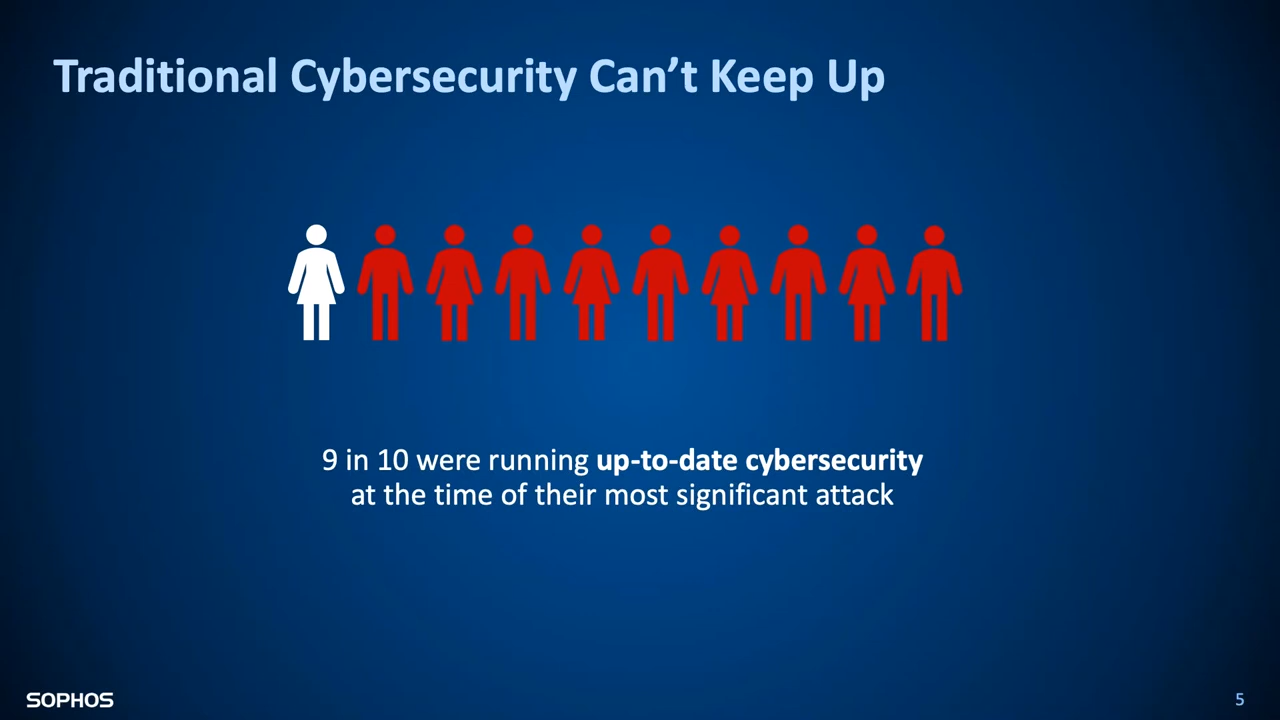 Traditional Cybersecurity Can’t Keep Up
9 in 10 were running up-to-date cybersecurity
at the time of their most significant attack
SOPHOS
5